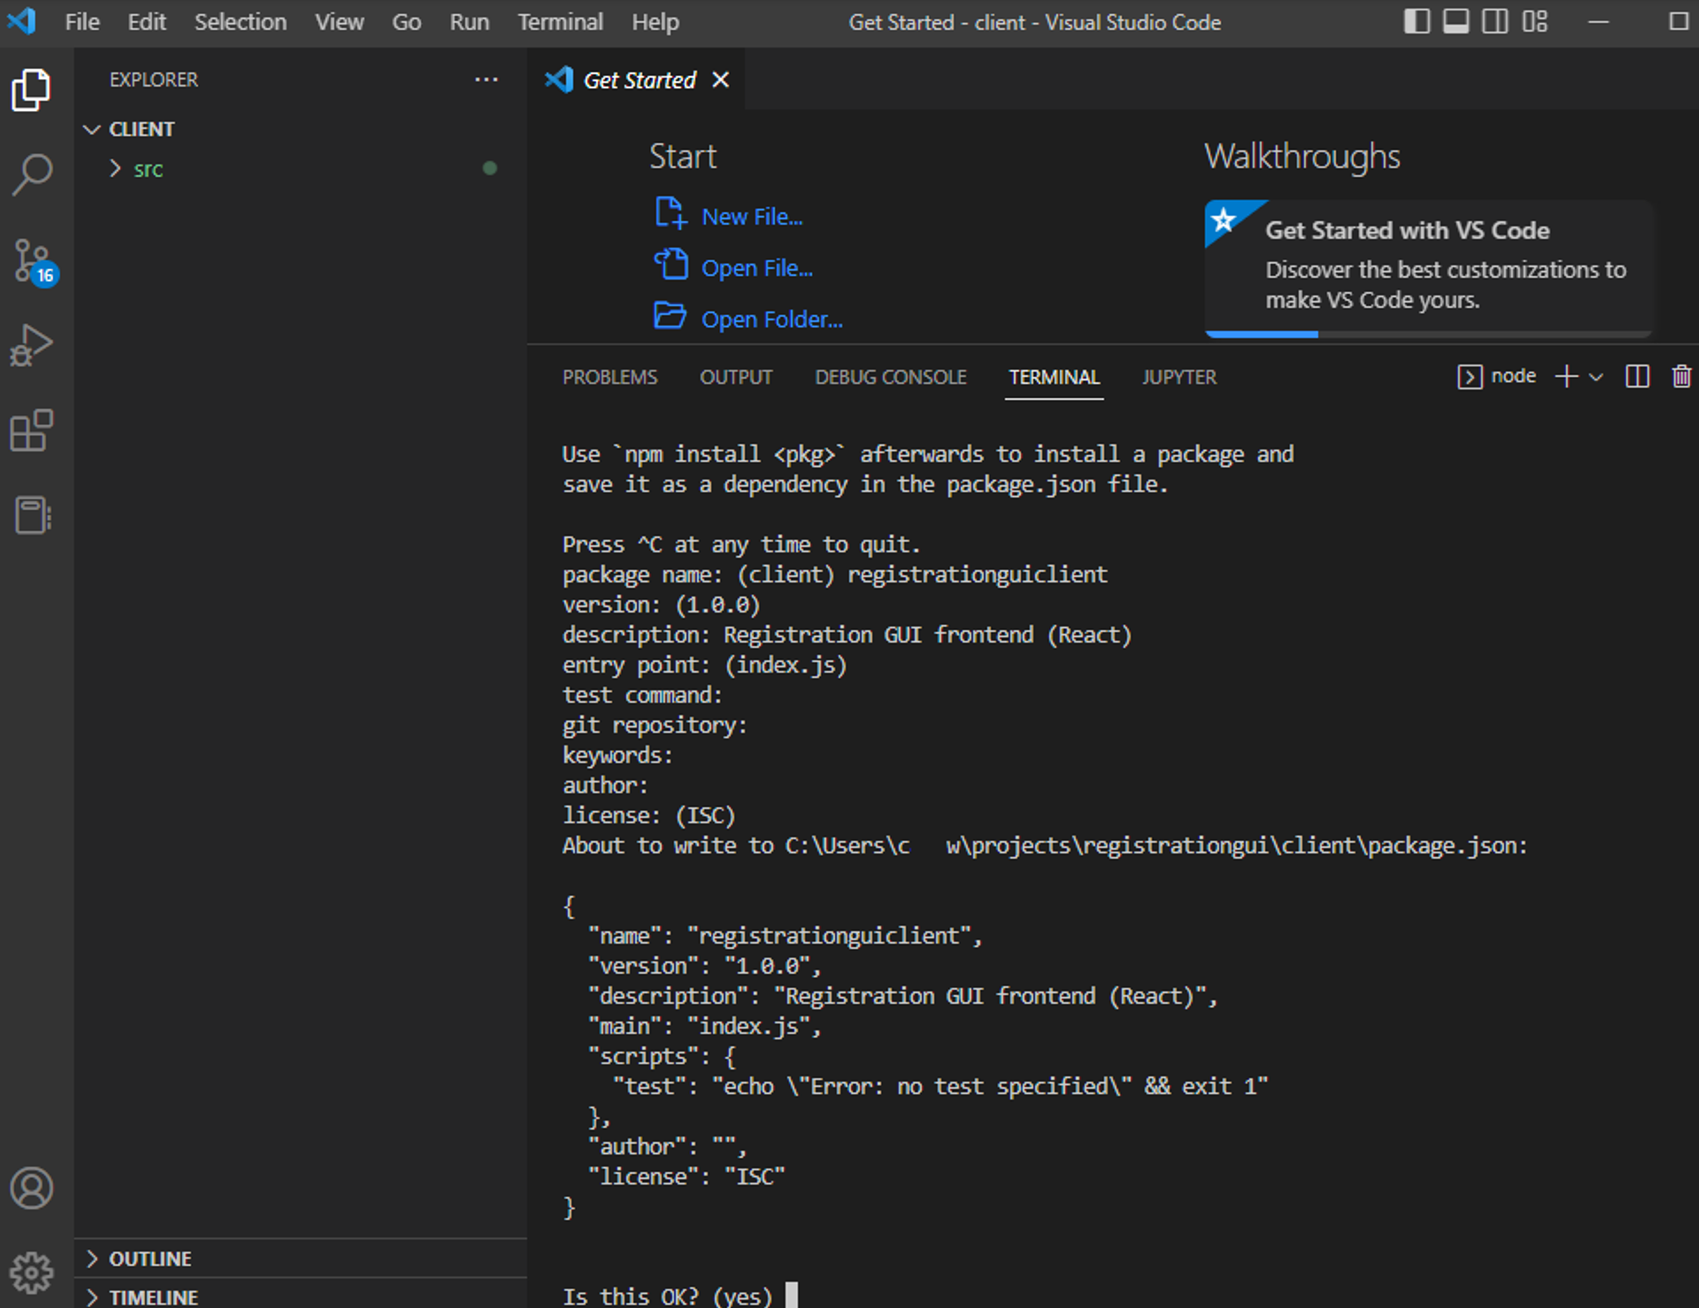 File Edit Selection View Go Run Terminal Help
Get Started - client - Visual Studio Code
EXPLORER
CLIENT
src
16
OUTLINE
TIMELINE
Get Started
Start
New File...
Open File...
Open Folder...
Walkthroughs
Get Started with VS Code
Discover the best customizations to
make VS Code yours.
PROBLEMS OUTPUT DEBUG CONSOLE TERMINAL JUPYTER
node
Use `npm install <pkg>` afterwards to install a package and
save it as a dependency in the package.json file.
Press ^C at any time to quit.
package name: (client) registrationguiclient
version: (1.0.0)
description: Registration GUI frontend (React)
entry point: (index.js)
test command:
git repository:
keywords:
author:
license: (ISC)
About to write to C:\Users\c   w\projects\registrationgui\client\package.json:
{
  "name": "registrationguiclient",
  "version": "1.0.0",
  "description": "Registration GUI frontend (React)",
  "main": "index.js",
  "scripts": {
    "test": "echo \"Error: no test specified\" && exit 1"
  },
  "author": "",
  "license": "ISC"
}
Is this OK? (yes)